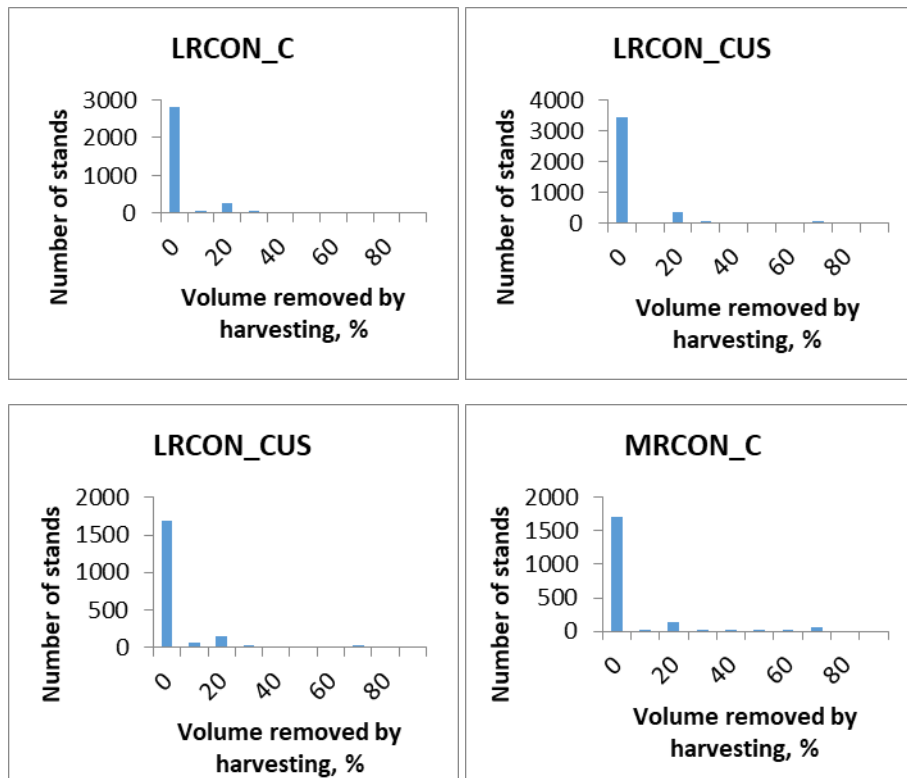 LRCON_C
Number of stands
3000
2000
1000
0
0
20
40
60
80
Volume removed by
harvesting, %
LRCON_CUS
Number of stands
4000
3000
2000
1000
0
0
20
40
60
80
Volume removed by
harvesting, %
LRCON_CUS
Number of stands
2000
1500
1000
500
0
0
20
40
60
80
Volume removed by
harvesting, %
MRCON_C
Number of stands
2000
1500
1000
500
0
0
20
40
60
80
Volume removed by
harvesting, %